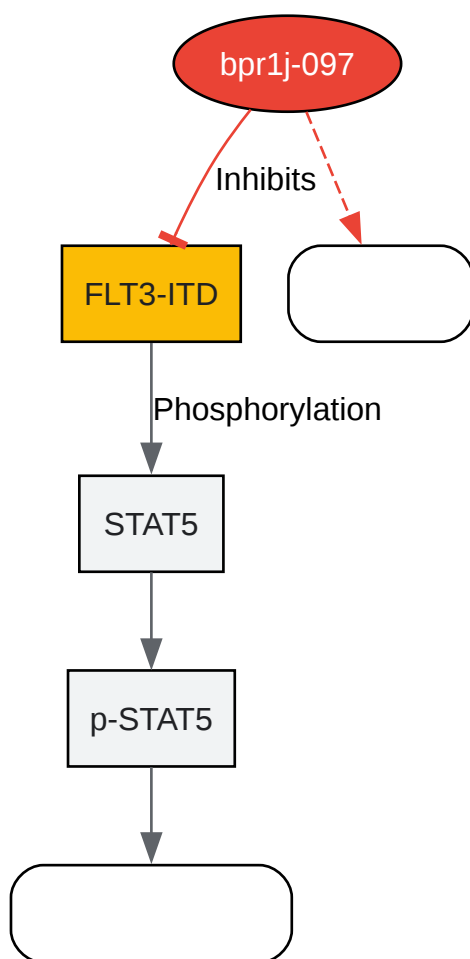 bpr1j-097
Inhibits
FLT3-ITD
Phosphorylation
STAT5
p-STAT5